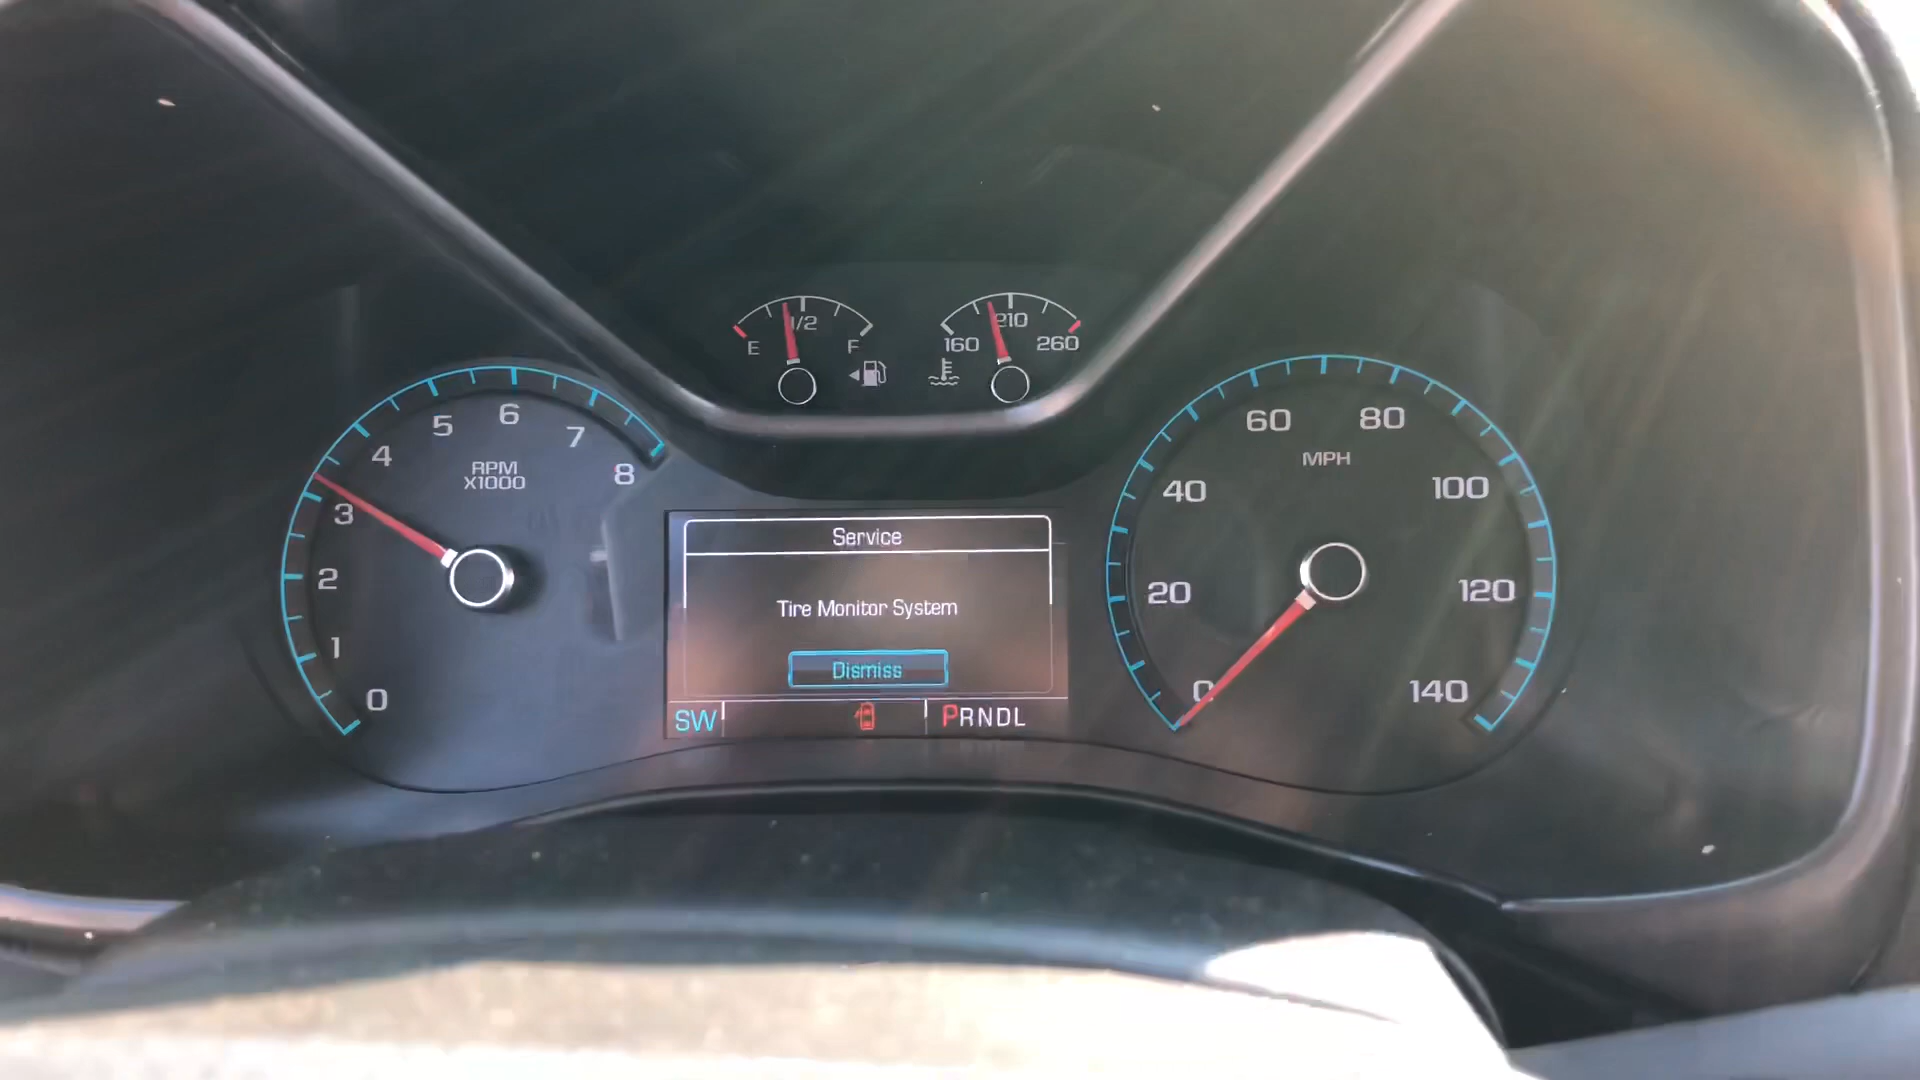 1/2
E F
210
160 260
0 1 2 3 4 5 6 7 8
RPM
X1000
Service
Tire Monitor System
Dismiss
SW
PRNDL
0 20 40 60 80 100 120 140
MPH